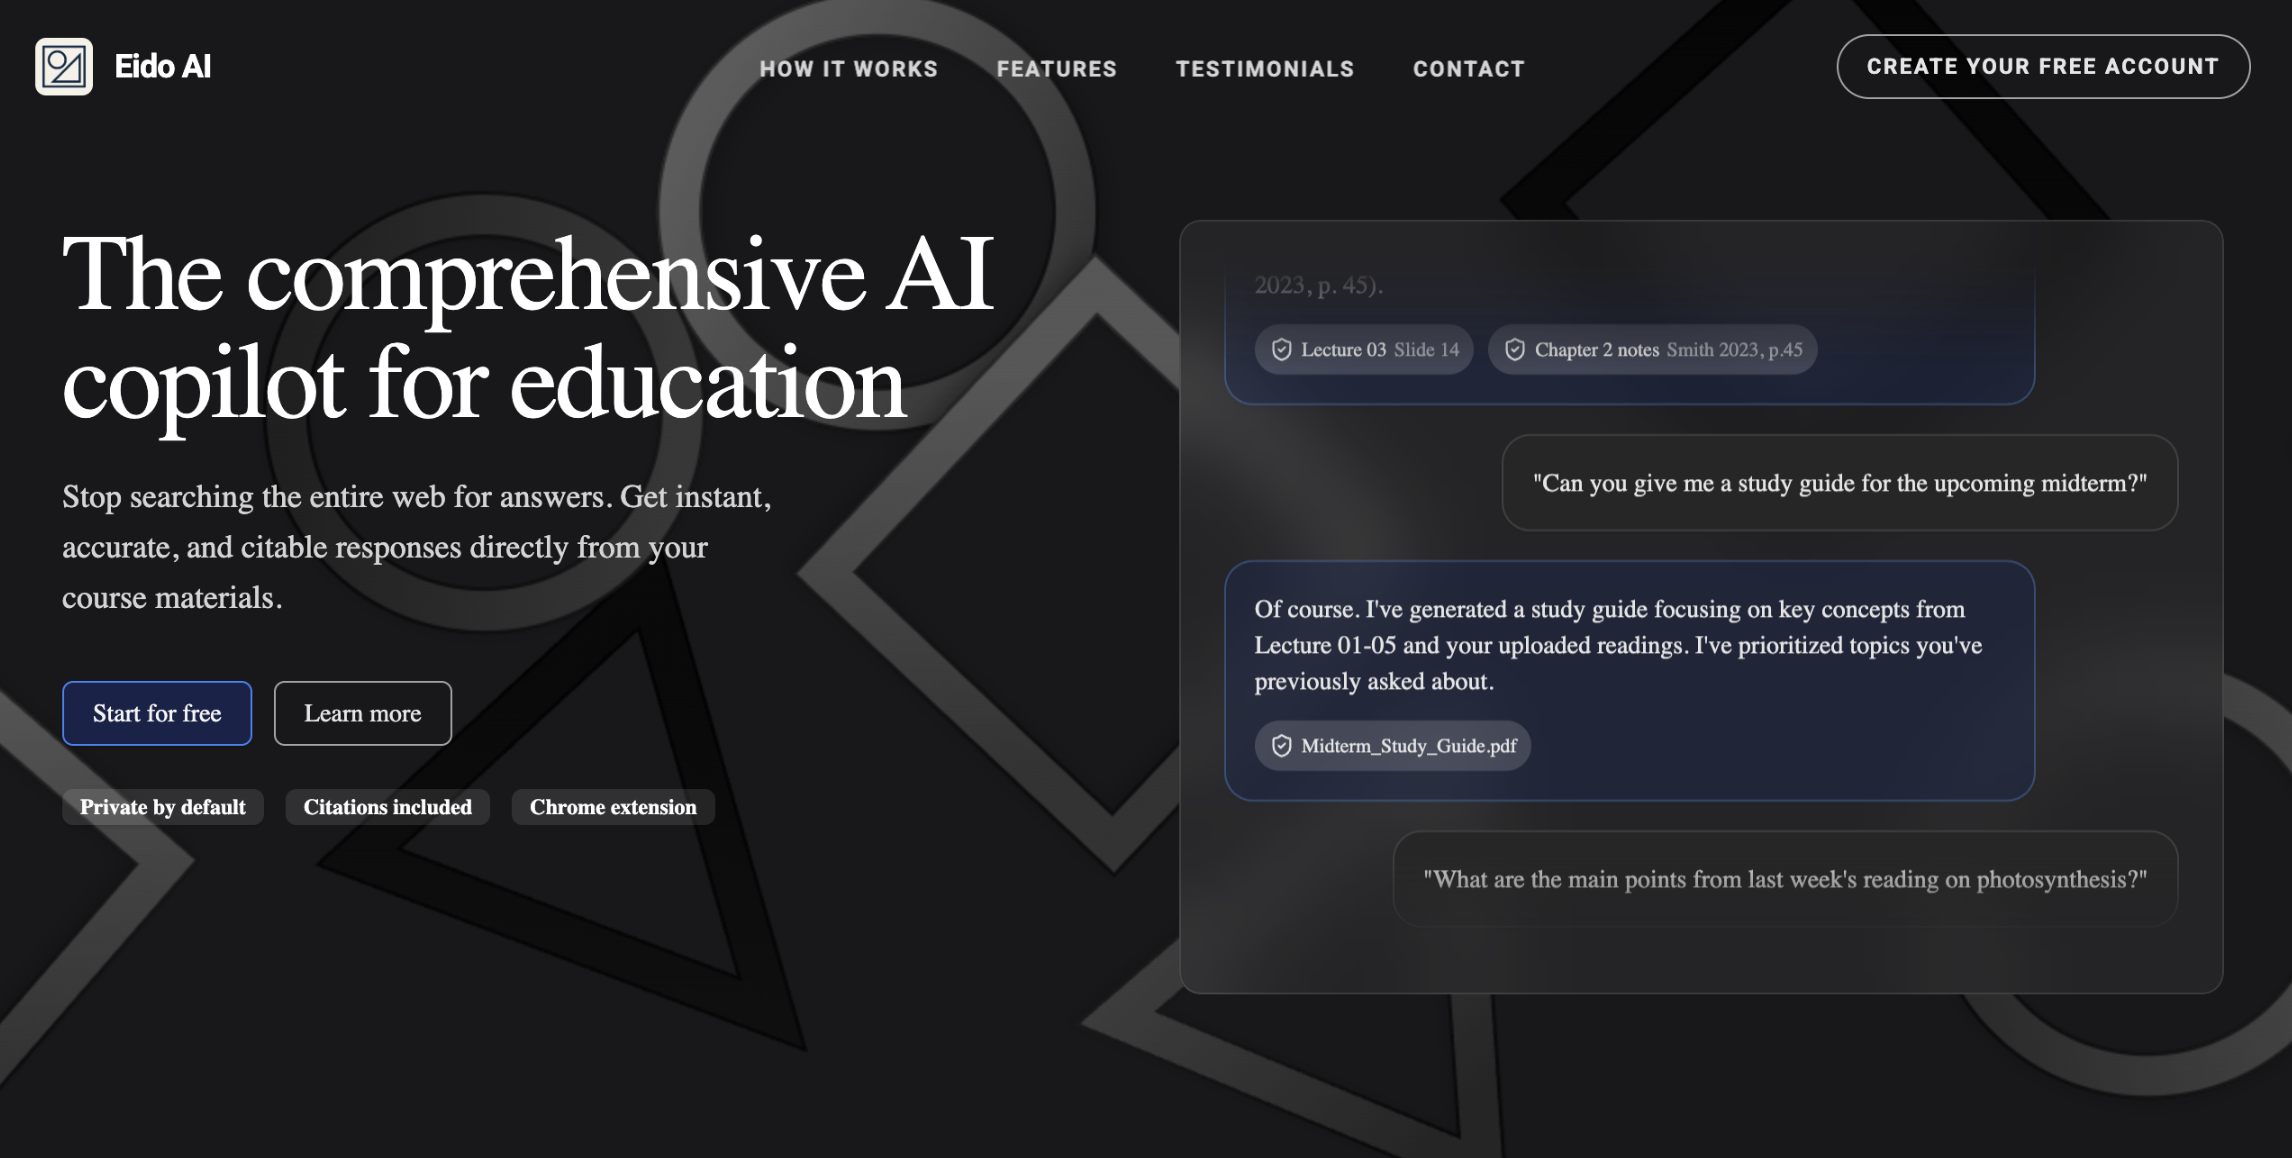 Eido AI
HOW IT WORKS
FEATURES
TESTIMONIALS
CONTACT
CREATE YOUR FREE ACCOUNT
The comprehensive AI
copilot for education
Stop searching the entire web for answers. Get instant,
accurate, and citable responses directly from your
course materials.
Start for free
Learn more
Private by default
Citations included
Chrome extension
2023, p. 45).
Lecture 03 Slide 14
Chapter 2 notes Smith 2023, p.45
"Can you give me a study guide for the upcoming midterm?"
Of course. I've generated a study guide focusing on key concepts from
Lecture 01-05 and your uploaded readings. I've prioritized topics you've
previously asked about.
Midterm_Study_Guide.pdf
"What are the main points from last week's reading on photosynthesis?"